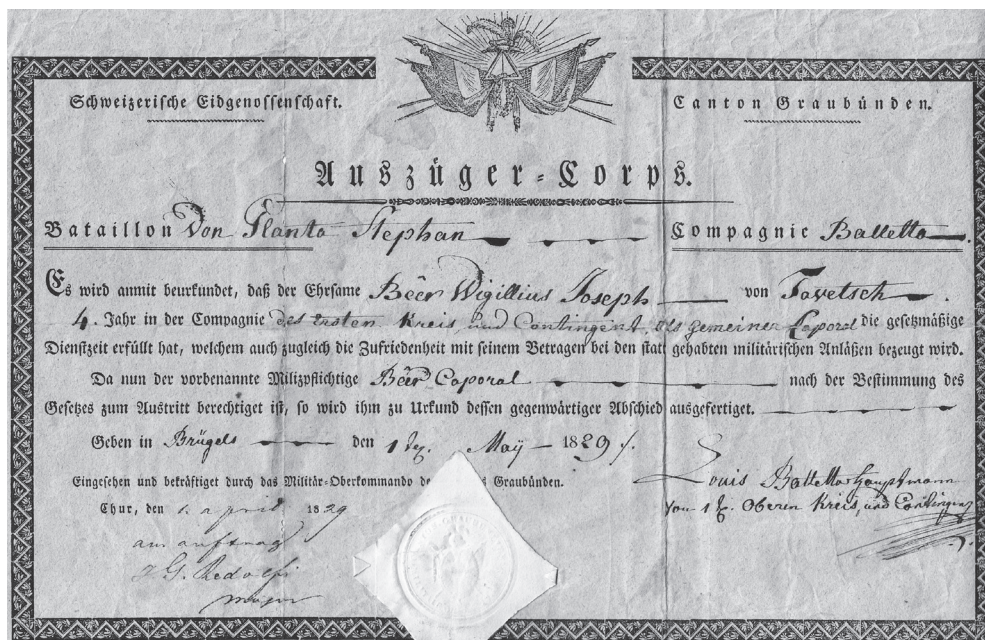 Schweizerische Eidgenossenschaft.
Canton Graubünden.
Auszüger-Corps.
Bataillon Von Planta Stephan
Compagnie Balletta.
Es wird anmit beurkundet, daß der Ehrsame Beer Wigillius Joseph von Tavetsch.
4. Jahr in der Compagnie des ersten Kreis und Contingent als gemeiner Caporal die gesetzmäßige
Dienstzeit erfüllt hat, welchem auch zugleich die Zufriedenheit mit seinem Betragen bei den statt gehabten militärischen Anläßen bezeugt wird.
Da nun der vorbenannte Milizpflichtige Beer Caporal nach der Bestimmung des
Gesetzes zum Austritt berechtiget ist, so wird ihm zu Urkund dessen gegenwärtiger Abschied ausgefertiget.
Geben in Brügels den 1 May 1829
Louis Balletta Hauptmann
vom 1 Oberen Kreis, und Contingent
Eingesehen und bekräftiget durch das Militär-Oberkommando Graubünden.
Chur, den 1. april 1829
aus auftrag
J G. Redolfi
major